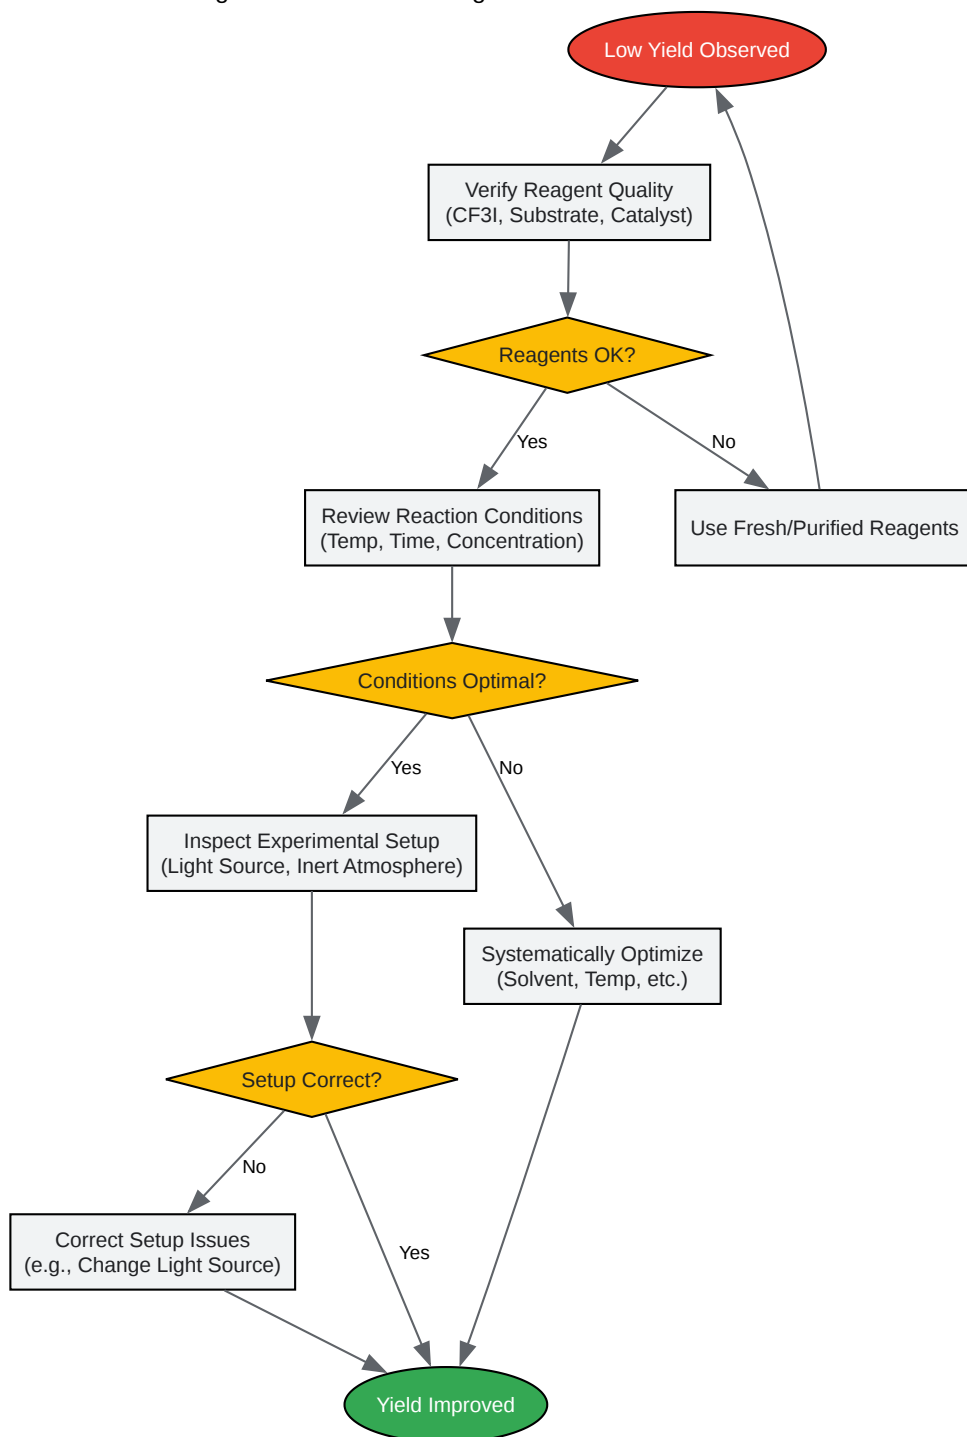 Low Yield Observed
Verify Reagent Quality
(CF3I, Substrate, Catalyst)
Reagents OK?
Yes
No
Review Reaction Conditions
(Temp, Time, Concentration)
Use Fresh/Purified Reagents
Conditions Optimal?
Yes
No
Inspect Experimental Setup
(Light Source, Inert Atmosphere)
Systematically Optimize
(Solvent, Temp, etc.)
Setup Correct?
No
Yes
Correct Setup Issues
(e.g., Change Light Source)
Yield Improved